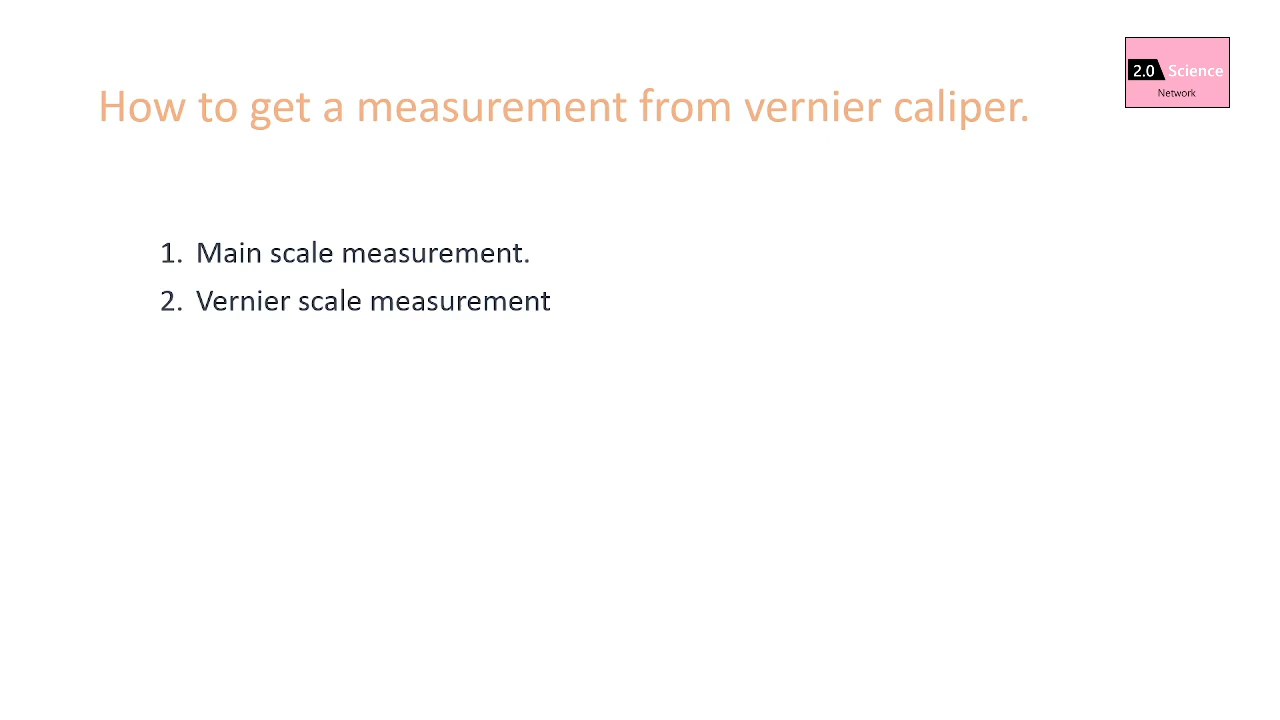 2.0 Science
Network
How to get a measurement from vernier caliper.
1. Main scale measurement.
2. Vernier scale measurement